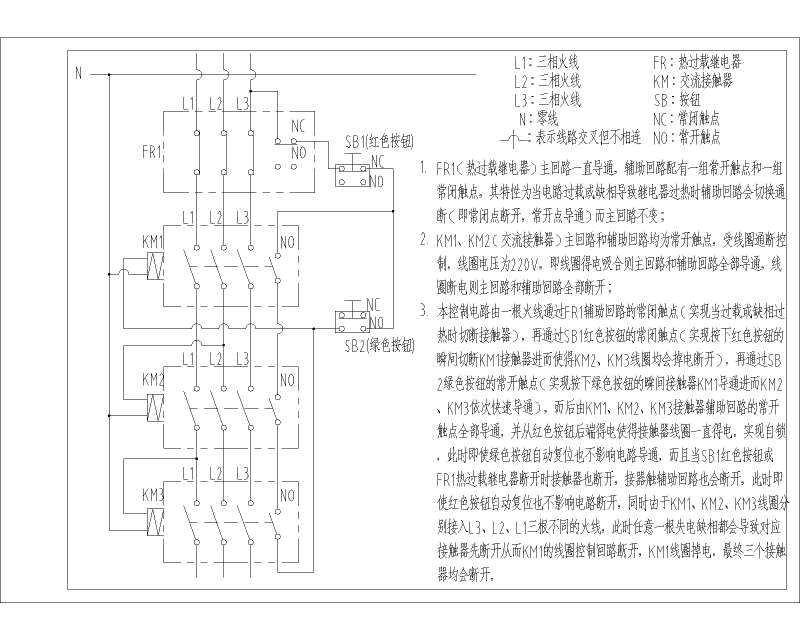 N
L1：三相火线 FR：热过载继电器
L2：三相火线 KM：交流接触器
L3：三相火线 SB：按钮
N：零线 NC：常闭触点
：表示线路交叉但不相连 NO：常开触点
L1 L2 L3
NC
NO
FR1
SB1(红色按钮)
NC
NO
L1 L2 L3
KM1
NO
NC
NO
SB2(绿色按钮)
L1 L2 L3
KM2
NO
L1 L2 L3
KM3
NO
1. FR1（热过载继电器）主回路一直导通，辅助回路配有一组常开触点和一组
常闭触点，其特性为当电路过载或缺相导致继电器过热时辅助回路会切换通
断（即常闭点断开，常开点导通）而主回路不变；
2. KM1、KM2（交流接触器）主回路和辅助回路均为常开触点，受线圈通断控
制，线圈电压为220V，即线圈得电吸合则主回路和辅助回路全部导通，线
圈断电则主回路和辅助回路全部断开；
3. 本控制电路由一根火线通过FR1辅助回路的常闭触点（实现当过载或缺相过
热时切断接触器），再通过SB1红色按钮的常闭触点（实现按下红色按钮的
瞬间切断KM1接触器进而使得KM2、KM3线圈均会掉电断开），再通过SB
2绿色按钮的常开触点（实现按下绿色按钮的瞬间接触器KM1导通进而KM2
、KM3依次快速导通），而后由KM1、KM2、KM3接触器辅助回路的常开
触点全部导通，并从红色按钮后端得电使得接触器线圈一直得电，实现自锁
，此时即使绿色按钮自动复位也不影响电路导通，而且当SB1红色按钮或
FR1热过载继电器断开时接触器也断开，接器触辅助回路也会断开，此时即
使红色按钮自动复位也不影响电路断开，同时由于KM1、KM2、KM3线圈分
别接入L3、L2、L1三根不同的火线，此时任意一根失电缺相都会导致对应
接触器先断开从而KM1的线圈控制回路断开，KM1线圈掉电，最终三个接触
器均会断开。